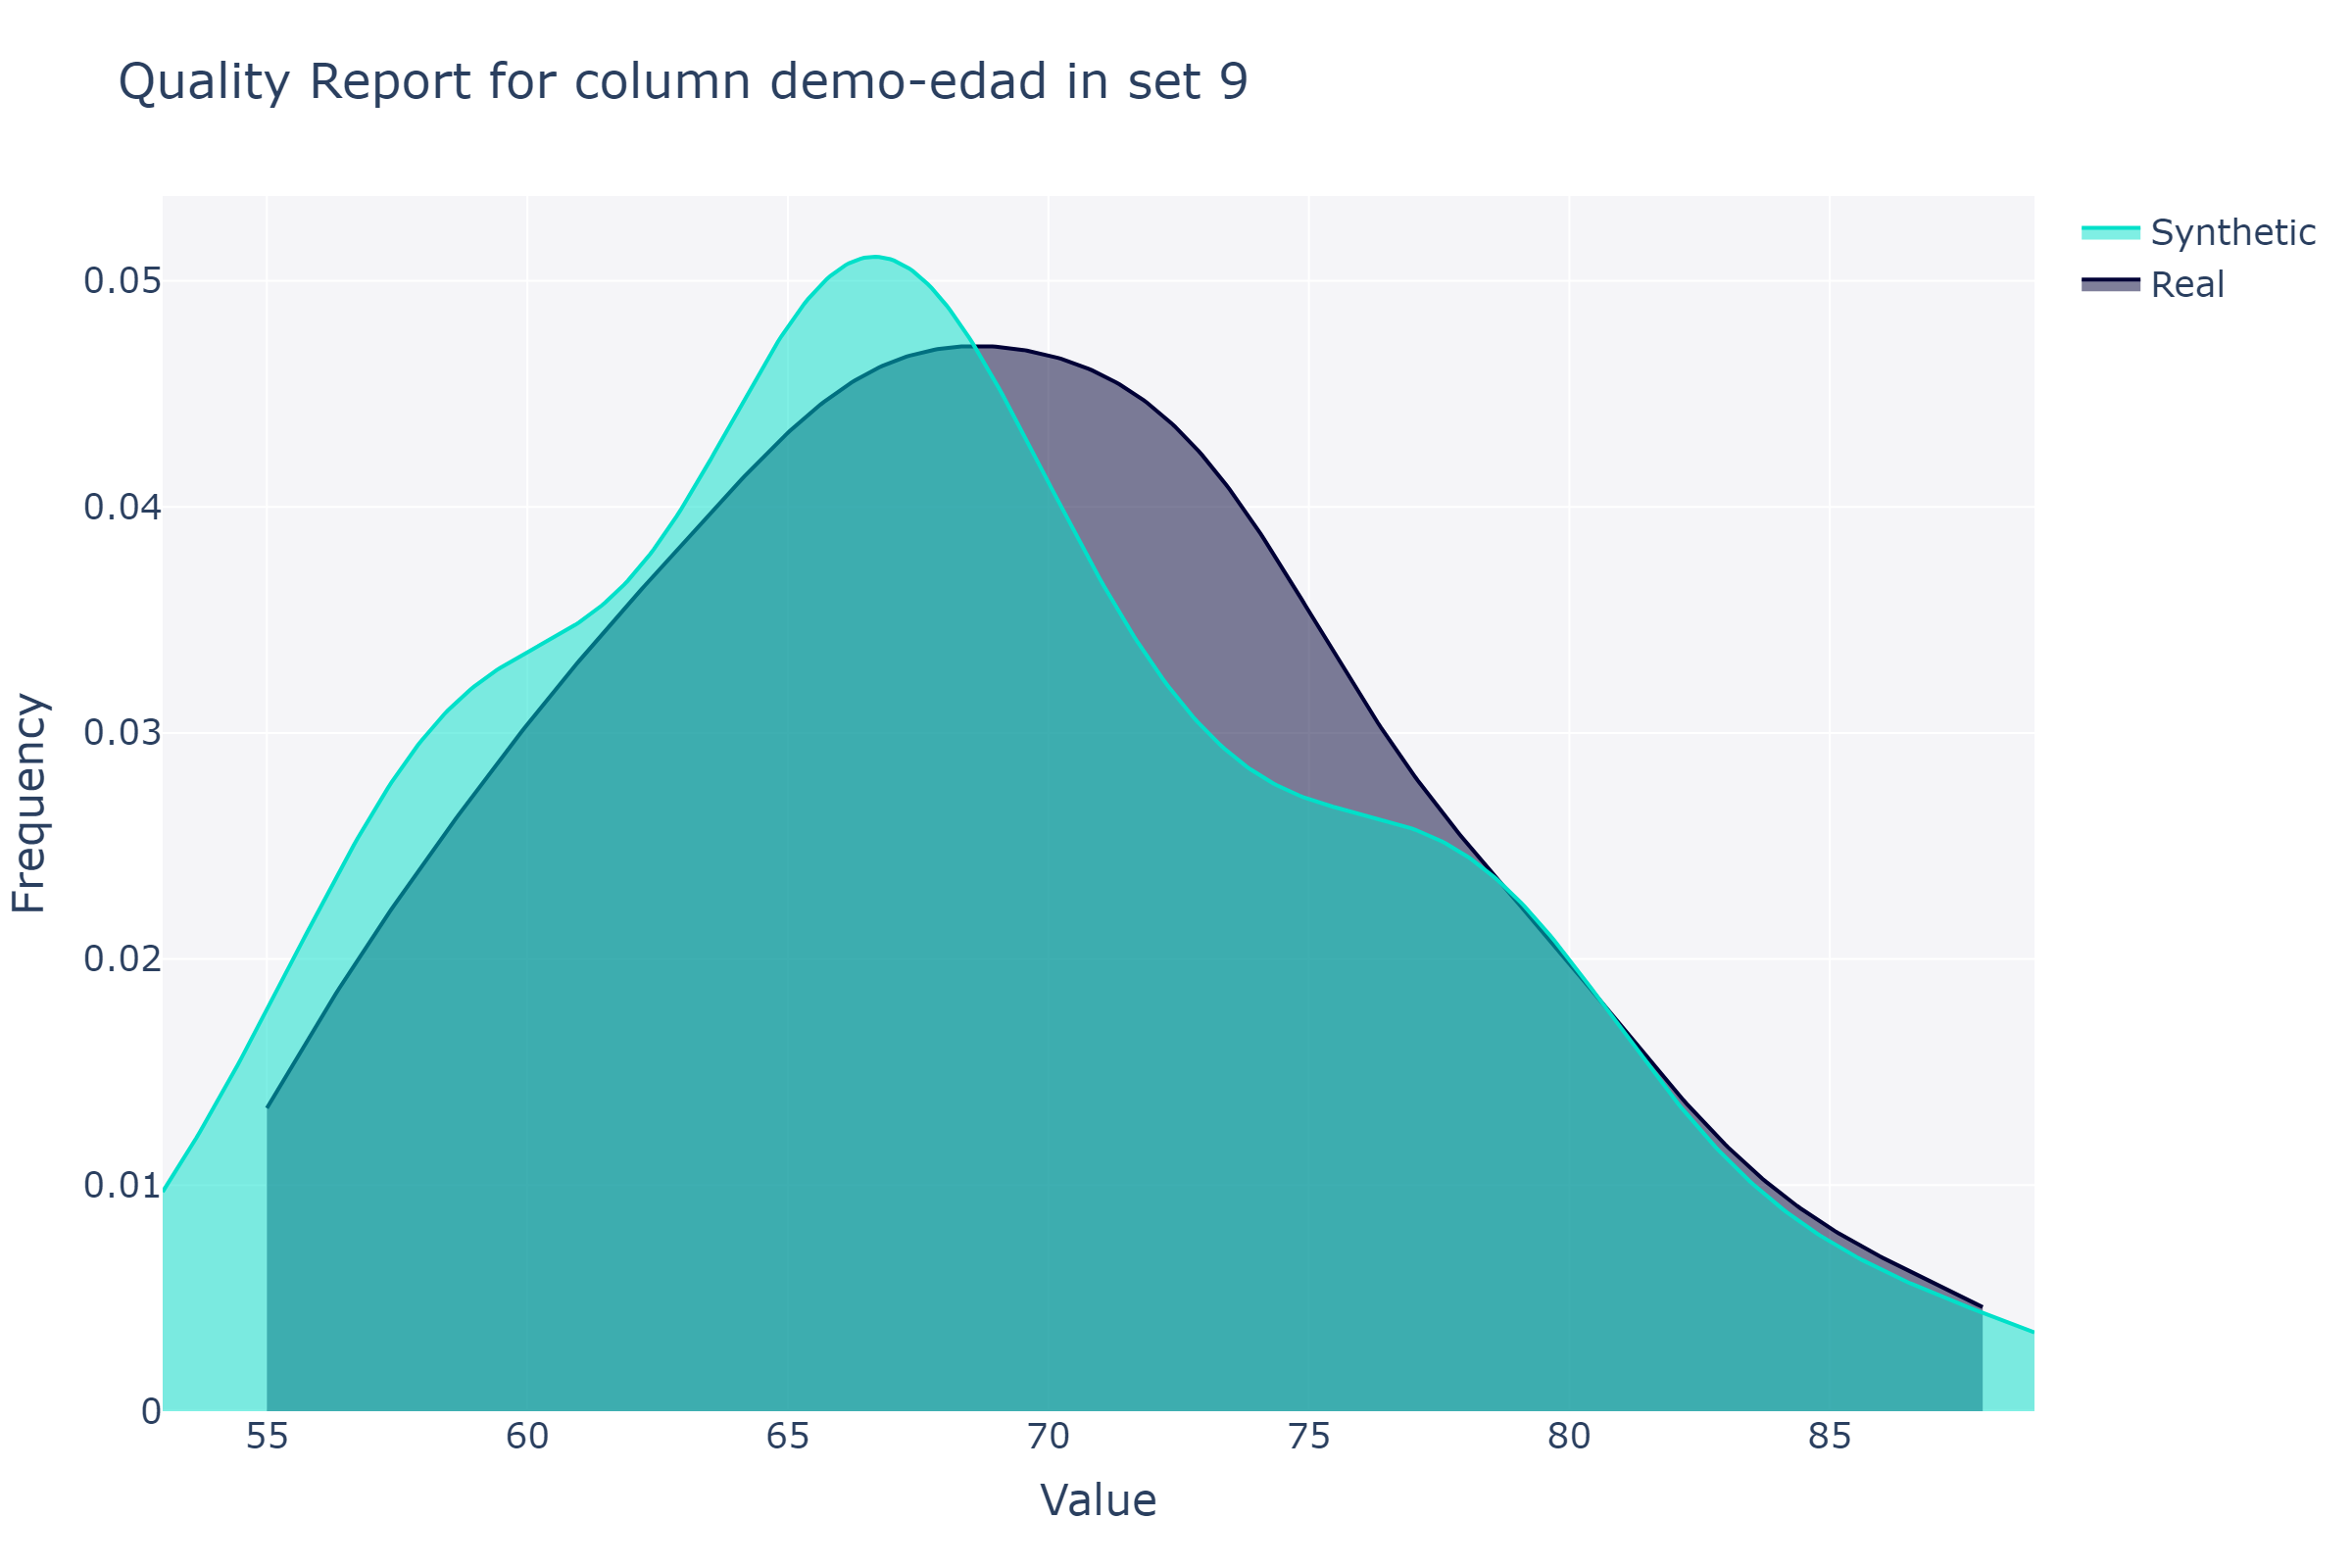 Quality Report for column demo-edad in set 9
Synthetic
Real
0.05
0.04
0.03
0.02
0.01
0
Frequency
55
60
65
70
75
80
85
Value